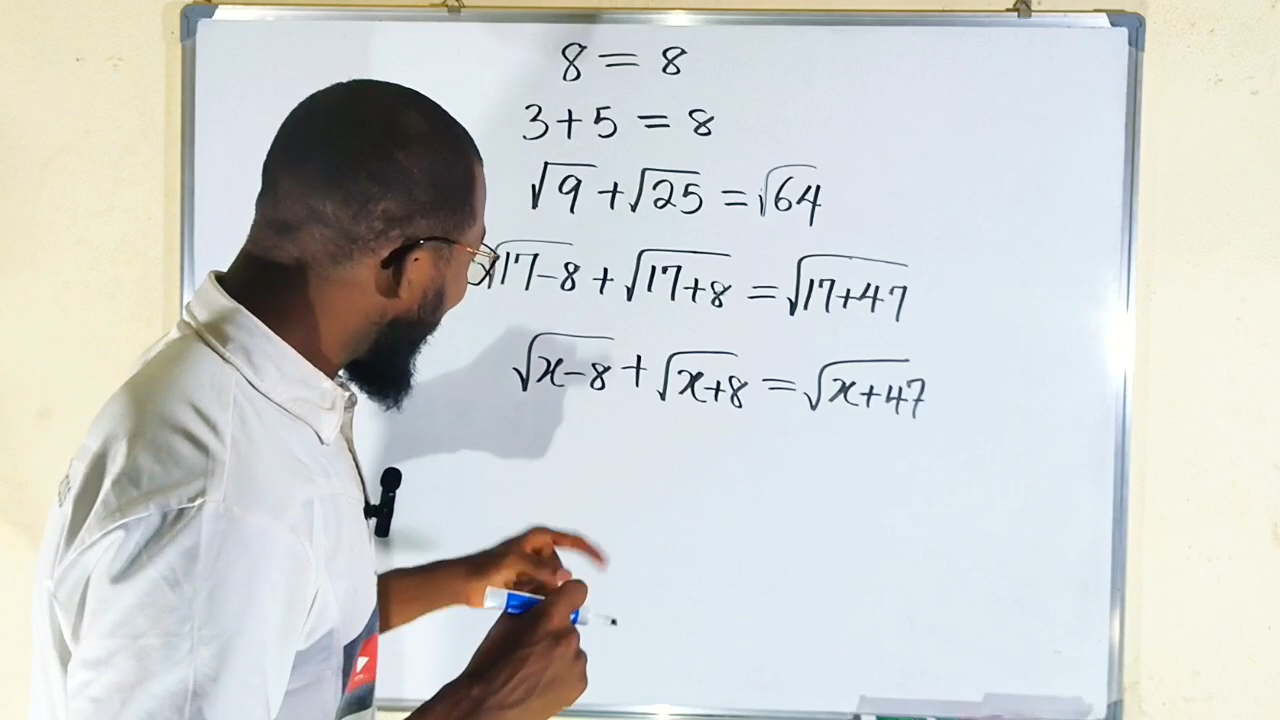 8 = 8
3+5 = 8
√9 + √25 = √64
√17-8 + √17+8 = √17+47
√x-8 + √x+8 = √x+47